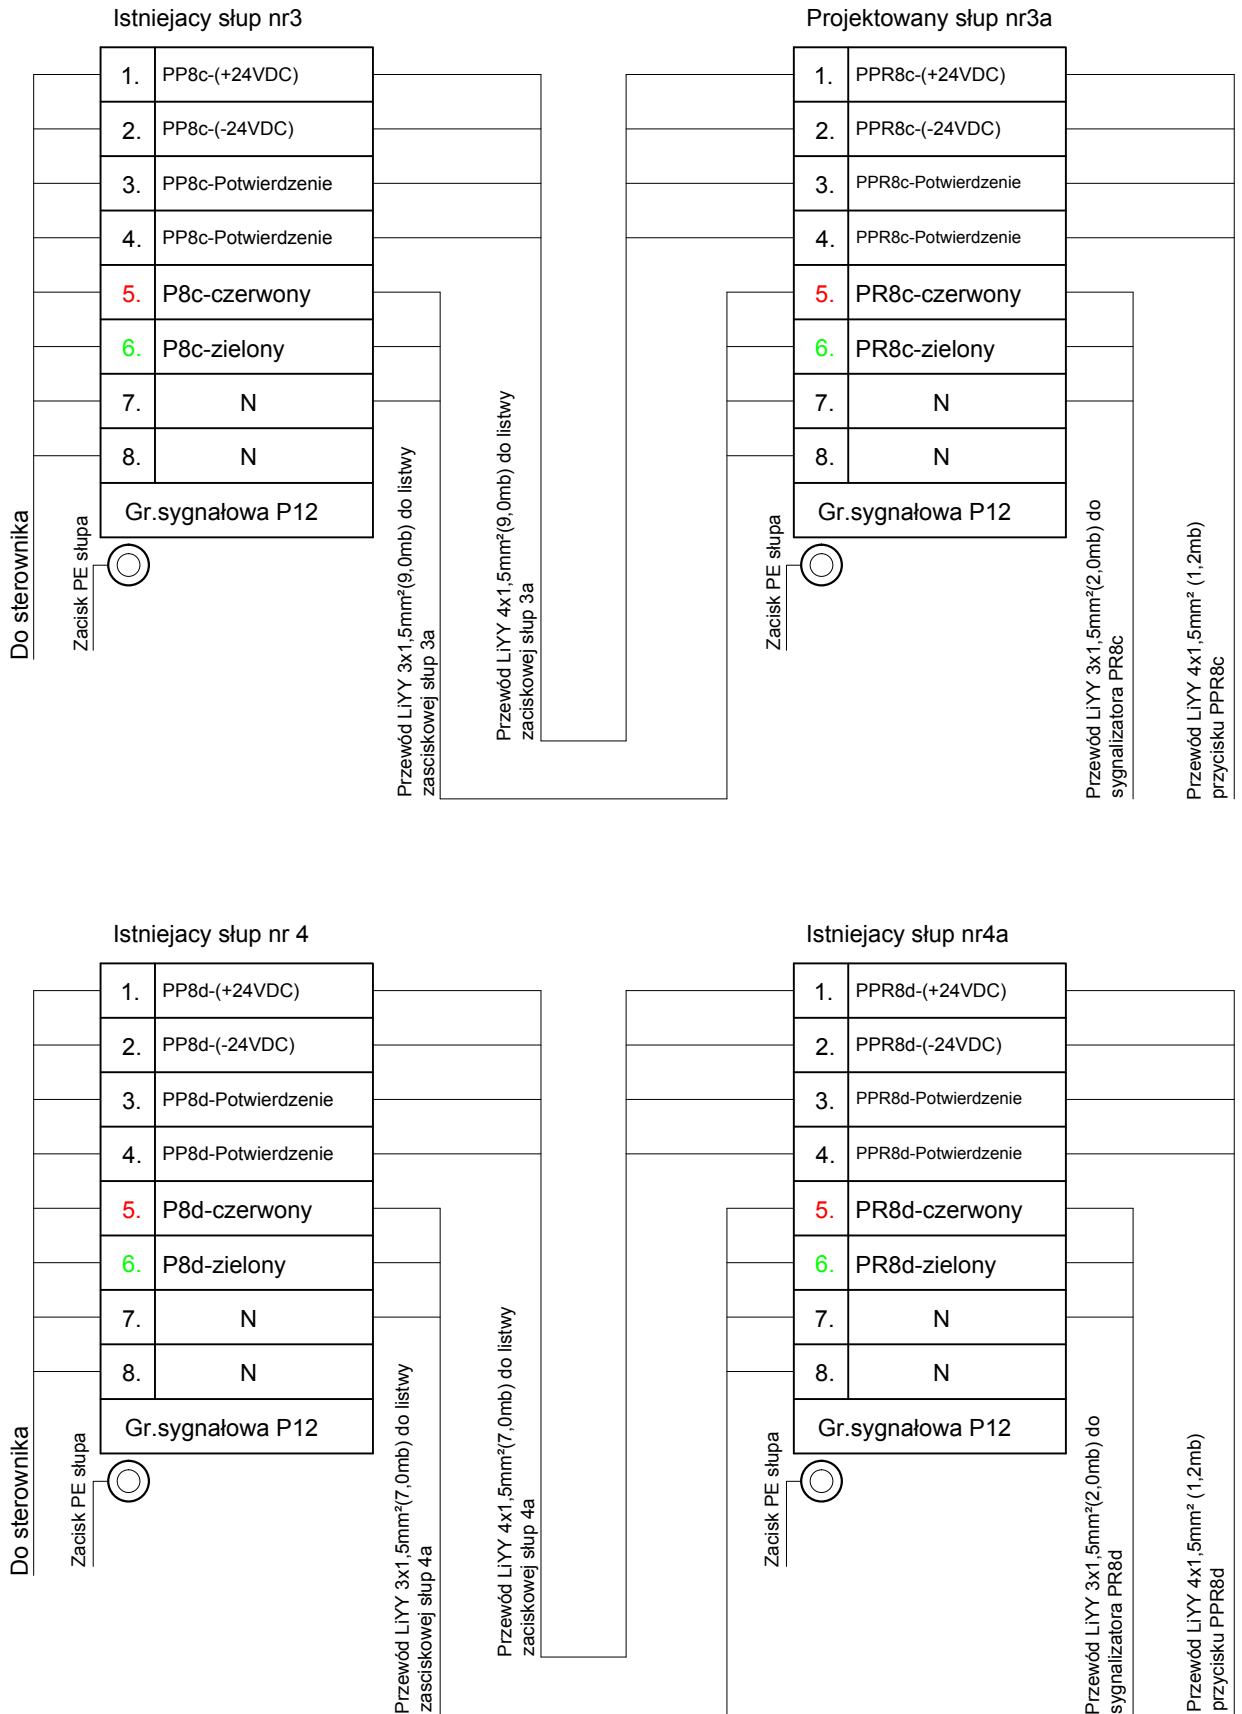 Istniejacy słup nr3
1. PP8c-(+24VDC)
2. PP8c-(-24VDC)
3. PP8c-Potwierdzenie
4. PP8c-Potwierdzenie
5. P8c-czerwony
6. P8c-zielony
7. N
8. N
Gr.sygnałowa P12
Do sterownika
Zacisk PE słupa
Przewód LiYY 3x1,5mm²(9,0mb) do listwy
zasciskowej słup 3a
Przewód LiYY 4x1,5mm²(9,0mb) do listwy
zaciskowej słup 3a
Projektowany słup nr3a
1. PPR8c-(+24VDC)
2. PPR8c-(-24VDC)
3. PPR8c-Potwierdzenie
4. PPR8c-Potwierdzenie
5. PR8c-czerwony
6. PR8c-zielony
7. N
8. N
Gr.sygnałowa P12
Zacisk PE słupa
Przewód LiYY 3x1,5mm²(2,0mb) do
sygnalizatora PR8c
Przewód LiYY 4x1,5mm² (1,2mb)
przycisku PPR8c
Istniejacy słup nr 4
1. PP8d-(+24VDC)
2. PP8d-(-24VDC)
3. PP8d-Potwierdzenie
4. PP8d-Potwierdzenie
5. P8d-czerwony
6. P8d-zielony
7. N
8. N
Gr.sygnałowa P12
Do sterownika
Zacisk PE słupa
Przewód LiYY 3x1,5mm²(7,0mb) do listwy
zasciskowej słup 4a
Przewód LiYY 4x1,5mm²(7,0mb) do listwy
zaciskowej słup 4a
Istniejacy słup nr4a
1. PPR8d-(+24VDC)
2. PPR8d-(-24VDC)
3. PPR8d-Potwierdzenie
4. PPR8d-Potwierdzenie
5. PR8d-czerwony
6. PR8d-zielony
7. N
8. N
Gr.sygnałowa P12
Zacisk PE słupa
Przewód LiYY 3x1,5mm²(2,0mb) do
sygnalizatora PR8d
Przewód LiYY 4x1,5mm² (1,2mb)
przycisku PPR8d